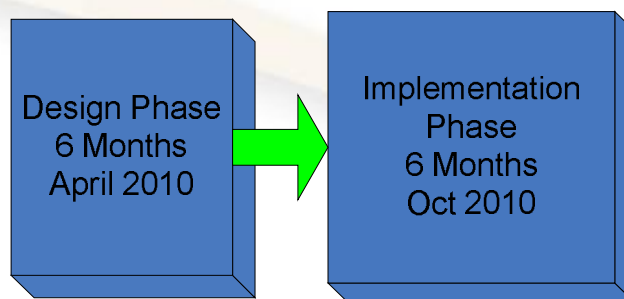 Design Phase
6 Months
April 2010
Implementation
Phase
6 Months
Oct 2010